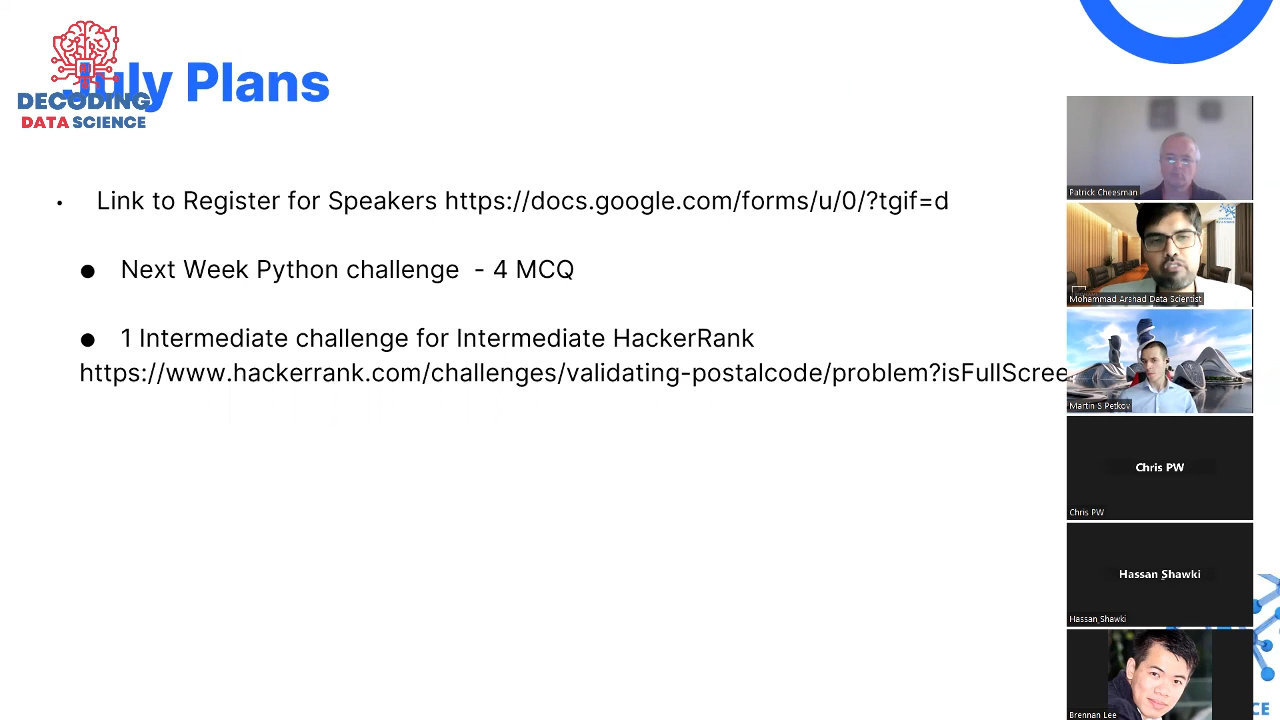 July Plans
DECODING
DATA SCIENCE
• Link to Register for Speakers https://docs.google.com/forms/u/0/?tgif=d
● Next Week Python challenge - 4 MCQ
● 1 Intermediate challenge for Intermediate HackerRank
https://www.hackerrank.com/challenges/validating-postalcode/problem?isFullScree
Patrick Cheesman
Mohammad Arshad Data Scientist
Martin S Petkov
Chris PW
Chris PW
Hassan Shawki
Hassan Shawki
Brennan Lee
CE